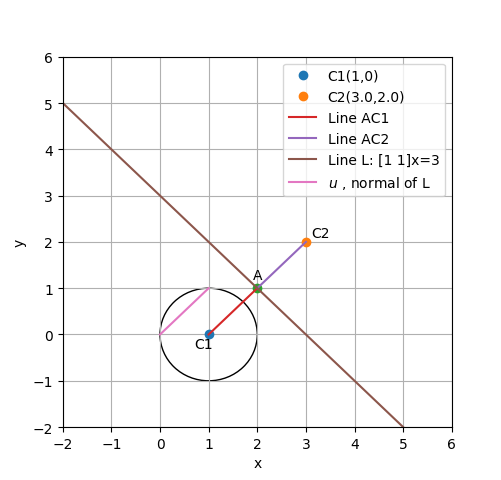 C1(1,0)
C2(3.0,2.0)
Line AC1
Line AC2
Line L: [1 1]x=3
u , normal of L
C2
A
C1
6
5
4
3
2
1
0
−1
−2
y
−2 −1 0 1 2 3 4 5 6
x